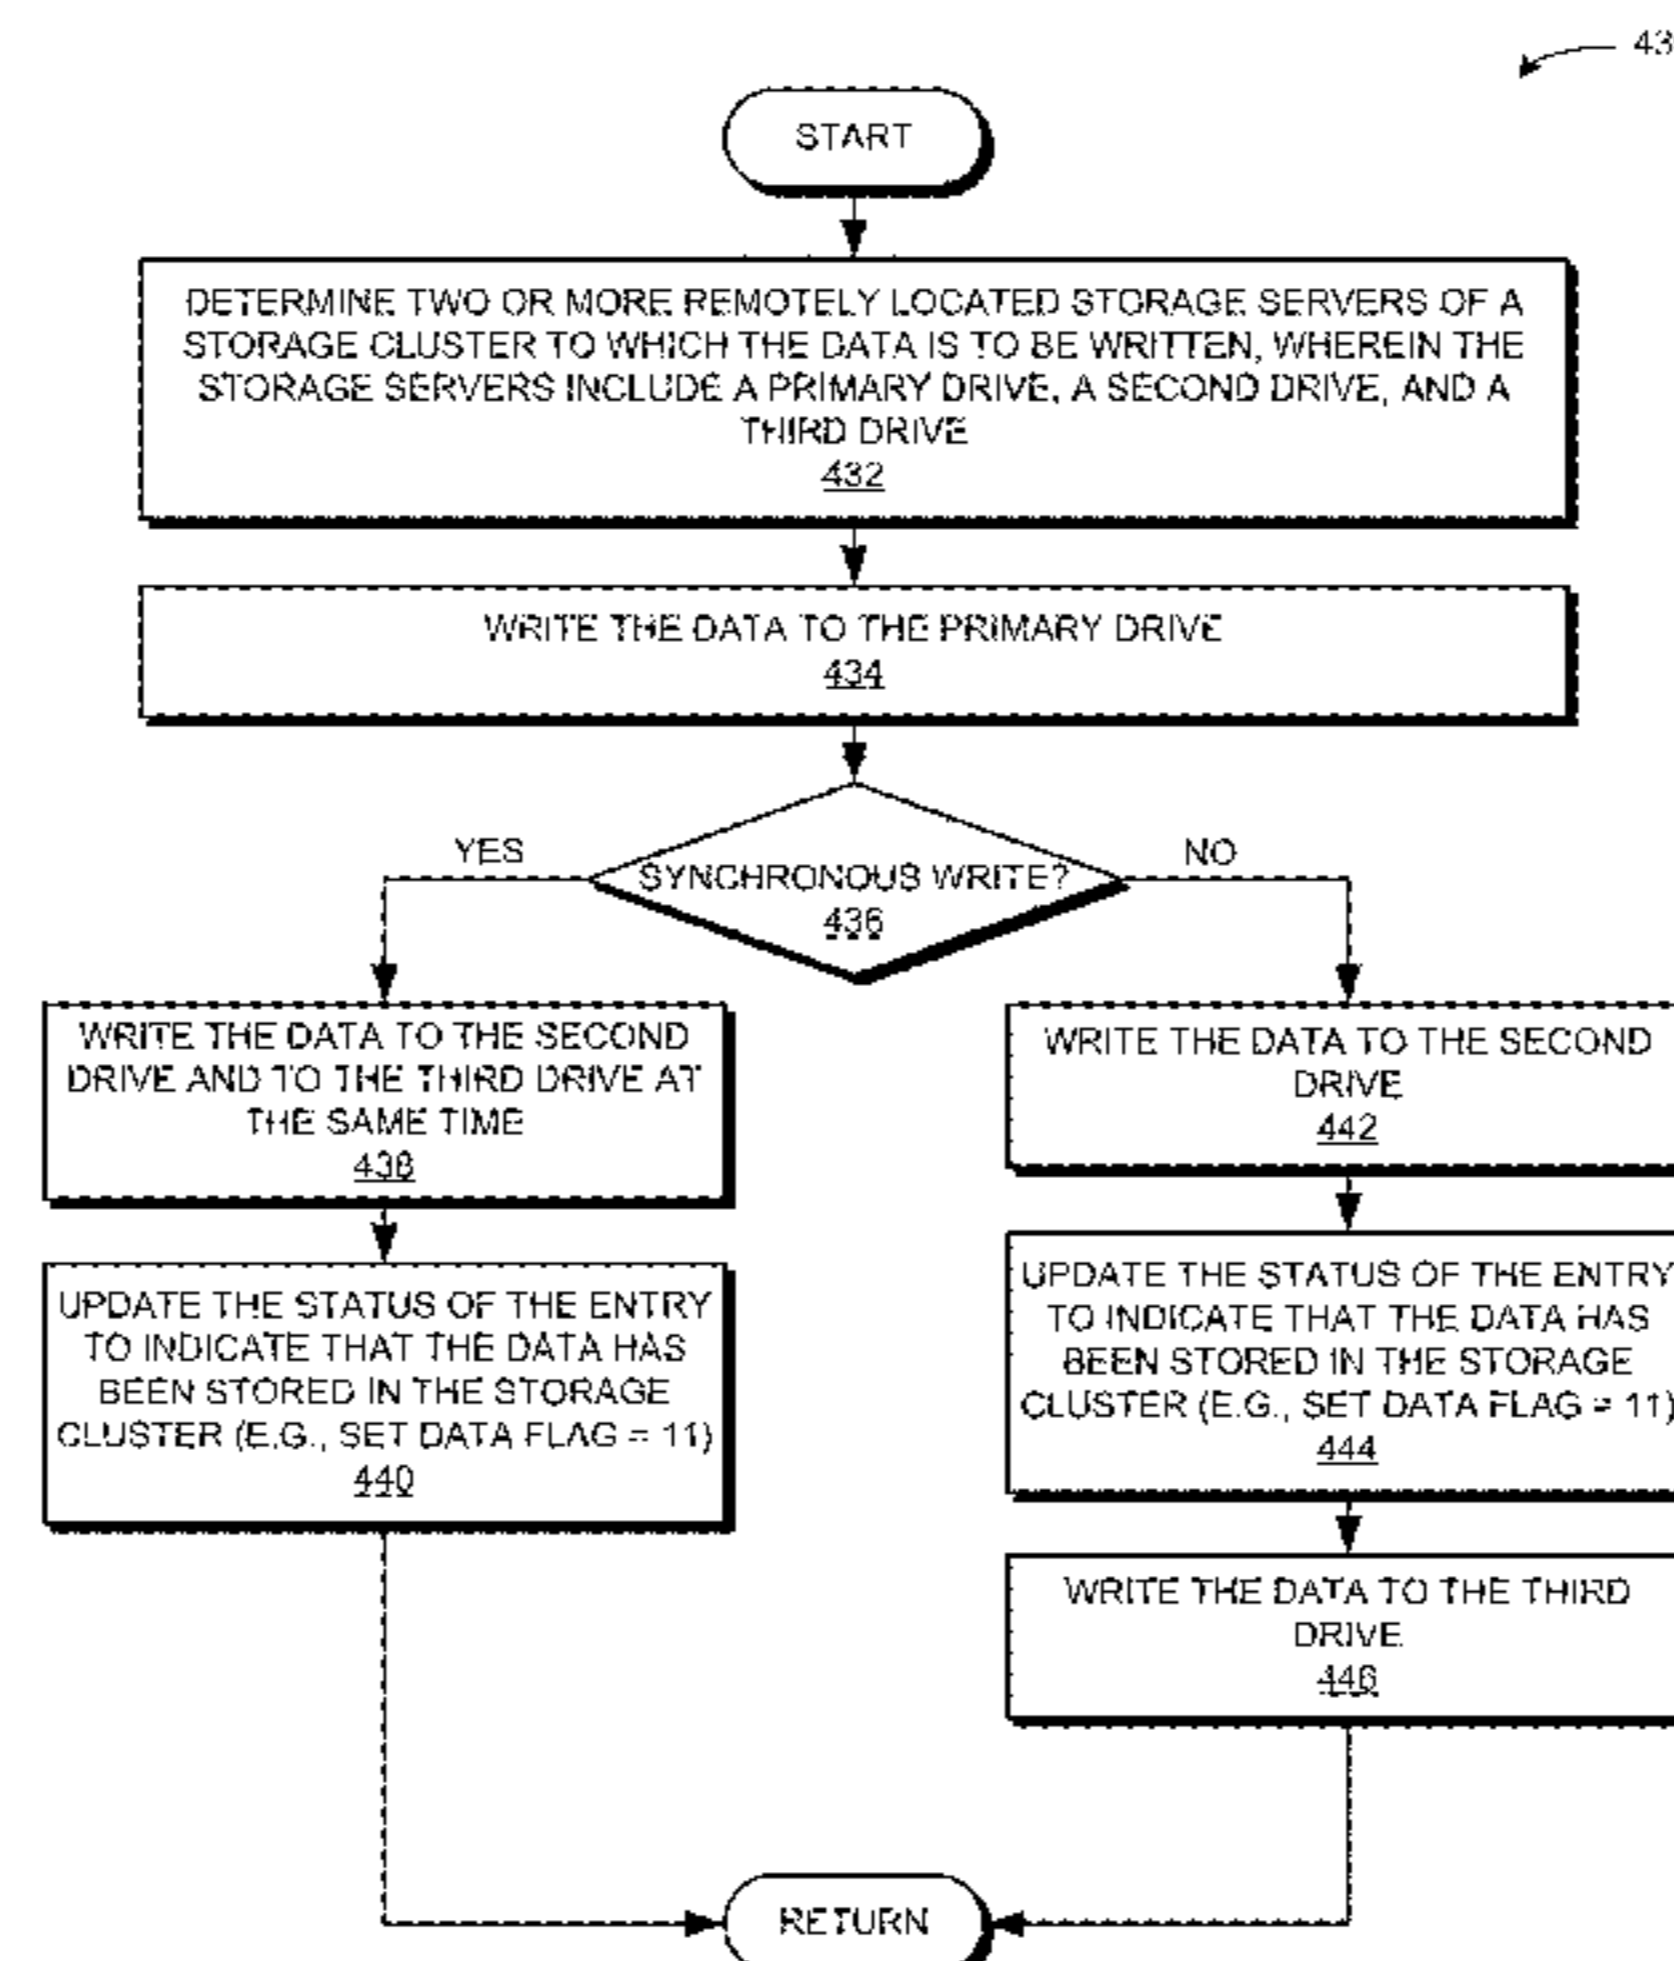 43
START
DETERMINE TWO OR MORE REMOTELY LOCATED STORAGE SERVERS OF A
STORAGE CLUSTER TO WHICH THE DATA IS TO BE WRITTEN, WHEREIN THE
STORAGE SERVERS INCLUDE A PRIMARY DRIVE, A SECOND DRIVE, AND A
THIRD DRIVE
432
WRITE THE DATA TO THE PRIMARY DRIVE
434
SYNCHRONOUS WRITE?
436
YES
NO
WRITE THE DATA TO THE SECOND
DRIVE AND TO THE THIRD DRIVE AT
THE SAME TIME
438
UPDATE THE STATUS OF THE ENTRY
TO INDICATE THAT THE DATA HAS
BEEN STORED IN THE STORAGE
CLUSTER (E.G., SET DATA FLAG = 11)
440
WRITE THE DATA TO THE SECOND
DRIVE
442
UPDATE THE STATUS OF THE ENTRY
TO INDICATE THAT THE DATA HAS
BEEN STORED IN THE STORAGE
CLUSTER (E.G., SET DATA FLAG = 11)
444
WRITE THE DATA TO THE THIRD
DRIVE
446
RETURN